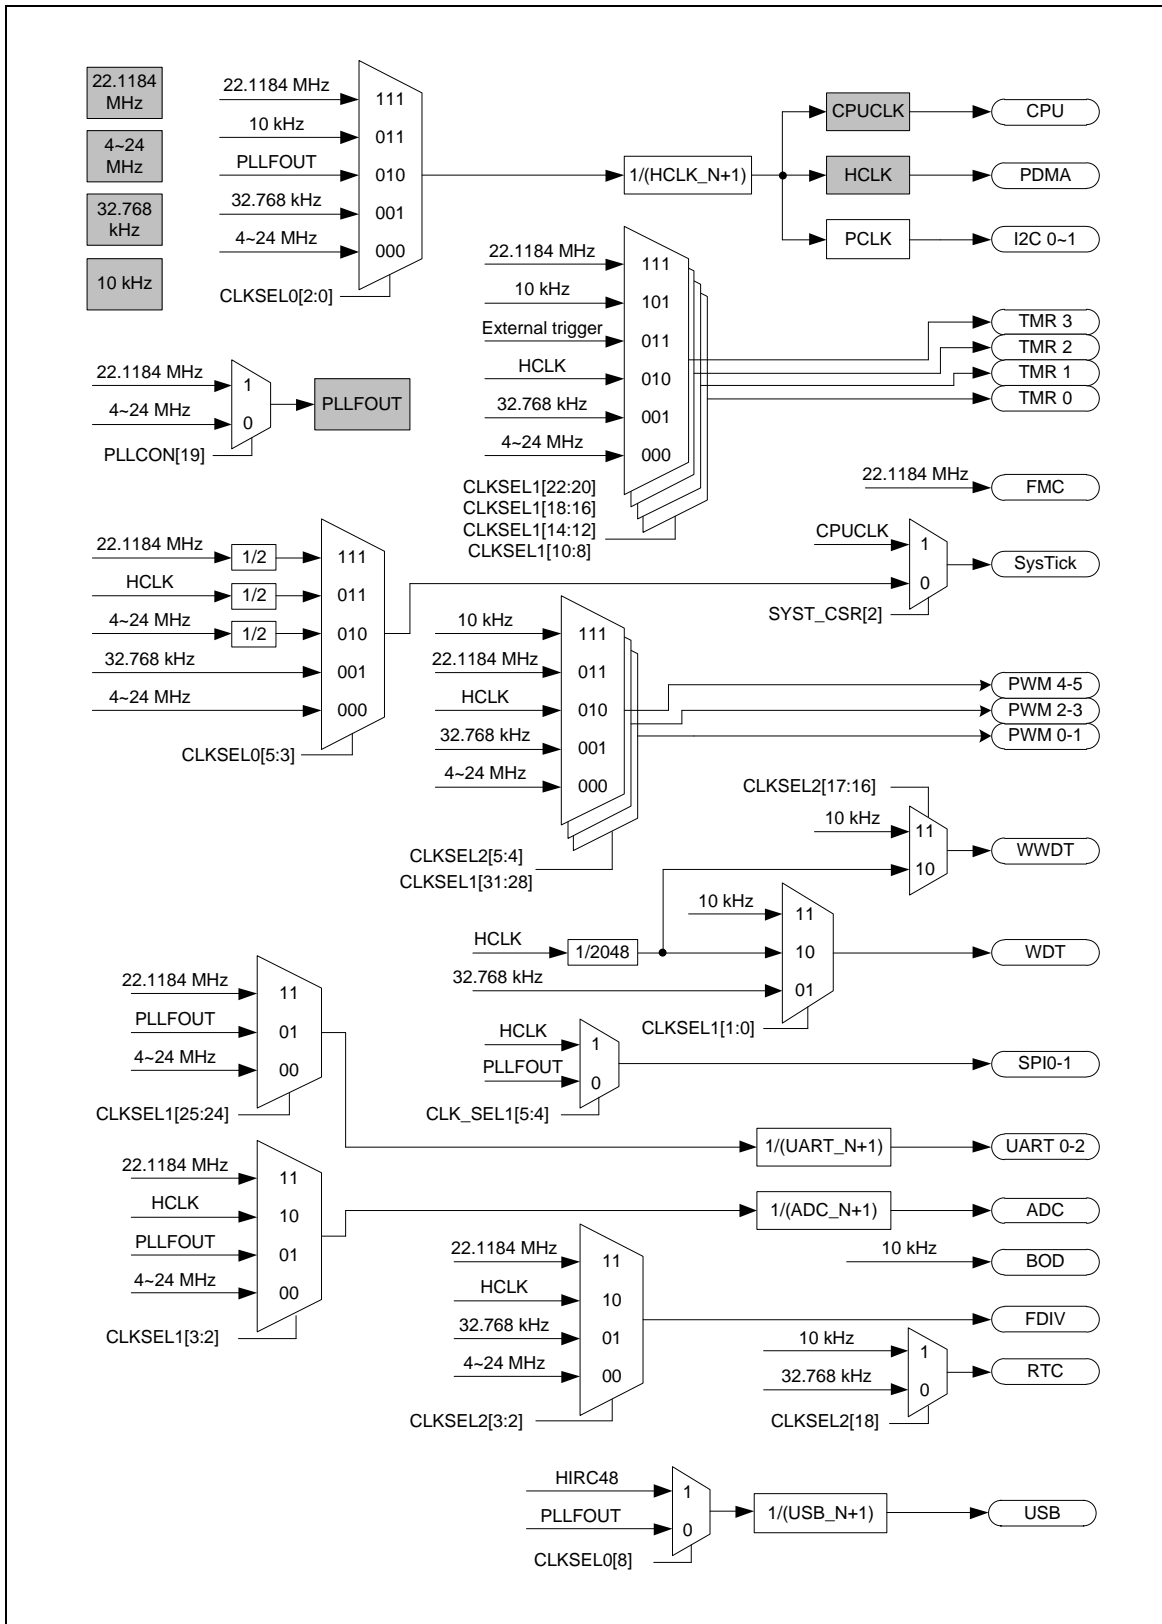 22.1184
MHz
4~24
MHz
32.768
kHz
10 kHz
22.1184 MHz
10 kHz
PLLFOUT
32.768 kHz
4~24 MHz
111
011
010
001
000
CLKSEL0[2:0]
1/(HCLK_N+1)
CPUCLK
HCLK
PCLK
CPU
PDMA
I2C 0~1
22.1184 MHz
10 kHz
External trigger
HCLK
32.768 kHz
4~24 MHz
111
101
011
010
001
000
CLKSEL1[22:20]
CLKSEL1[18:16]
CLKSEL1[14:12]
CLKSEL1[10:8]
TMR 3
TMR 2
TMR 1
TMR 0
22.1184 MHz
4~24 MHz
1
0
PLLCON[19]
PLLFOUT
22.1184 MHz
FMC
22.1184 MHz
HCLK
4~24 MHz
32.768 kHz
4~24 MHz
1/2
1/2
1/2
111
011
010
001
000
CLKSEL0[5:3]
CPUCLK
1
0
SYST_CSR[2]
SysTick
10 kHz
22.1184 MHz
HCLK
32.768 kHz
4~24 MHz
111
011
010
001
000
CLKSEL2[5:4]
CLKSEL1[31:28]
PWM 4-5
PWM 2-3
PWM 0-1
CLKSEL2[17:16]
10 kHz
11
10
WWDT
10 kHz
HCLK
1/2048
32.768 kHz
11
10
01
CLKSEL1[1:0]
WDT
22.1184 MHz
PLLFOUT
4~24 MHz
11
01
00
CLKSEL1[25:24]
HCLK
PLLFOUT
1
0
CLK_SEL1[5:4]
SPI0-1
1/(UART_N+1)
UART 0-2
22.1184 MHz
HCLK
PLLFOUT
4~24 MHz
11
10
01
00
CLKSEL1[3:2]
1/(ADC_N+1)
ADC
10 kHz
BOD
22.1184 MHz
HCLK
32.768 kHz
4~24 MHz
11
10
01
00
CLKSEL2[3:2]
FDIV
10 kHz
32.768 kHz
1
0
CLKSEL2[18]
RTC
HIRC48
PLLFOUT
1
0
CLKSEL0[8]
1/(USB_N+1)
USB